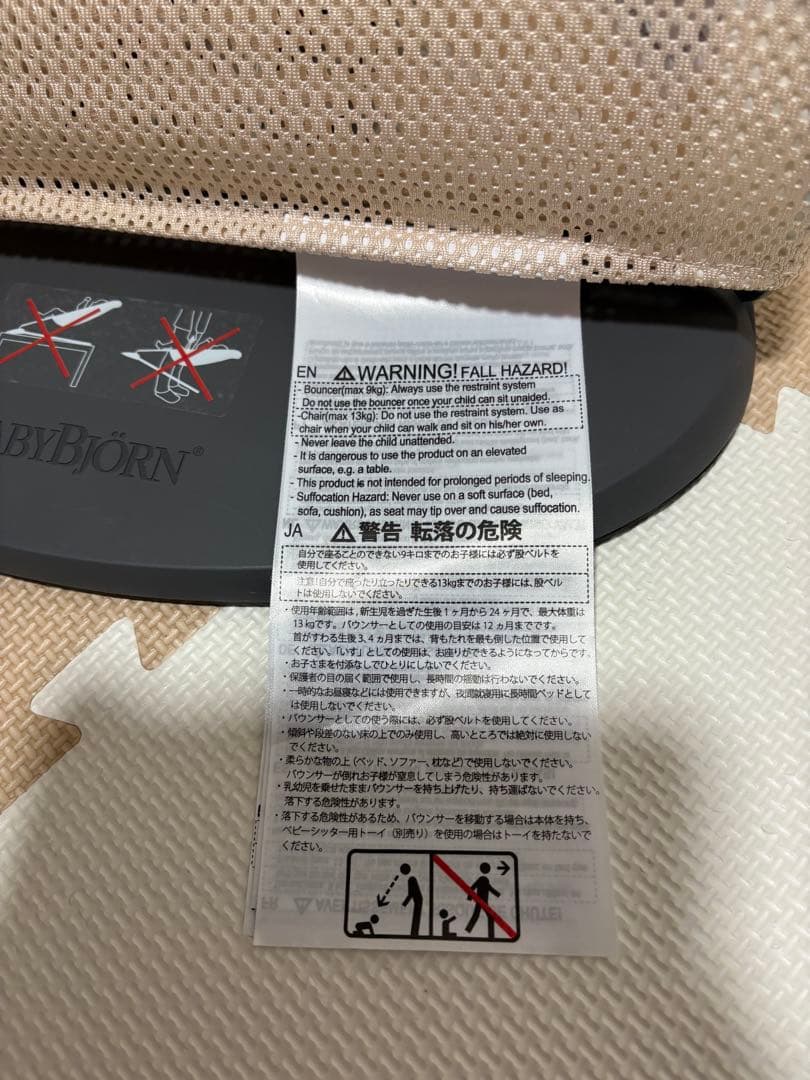 EN ⚠WARNING! FALL HAZARD!
- Bouncer(max 9kg): Always use the restraint system
Do not use the bouncer once your child can sit unaided.
-Chair(max 13kg): Do not use the restraint system. Use as
chair when your child can walk and sit on his/her own.
- Never leave the child unattended.
- It is dangerous to use the product on an elevated
surface, e.g. a table.
- This product is not intended for prolonged periods of sleeping.
- Suffocation Hazard: Never use on a soft surface (bed,
sofa, cushion), as seat may tip over and cause suffocation.
ABYBJÖRN®
JA ⚠警告 転落の危険
自分で座ることのできない9キロまでのお子様には必ず股ベルトを
使用してください。
注意!自分で座ったり立ったりできる13kgまでのお子様には、股ベル
トは使用しないでください。
・使用年齢範囲は、新生児を過ぎた生後1ヶ月から24ヶ月で、最大体重は
13kgです。バウンサーとしての使用の目安は12ヵ月までです。
首がすわる生後3、4ヵ月までは、背もたれを最も倒した位置で使用して
ください。「いす」としての使用は、お座りができるようになってからです。
・お子さまを付添なしでひとりにしないでください。
・保護者の目の届く範囲で使用し、長時間の揺動は行わないでください。
・一時的なお昼寝などには使用できますが、夜間就寝用に長時間ベッドとして
は使用しないでください。
・バウンサーとしての使う際には、必ず股ベルトを使用してください。
・傾斜や段差のない床の上でのみ使用し、高いところでは絶対に使用しない
でください。
・柔らかな物の上(ベッド、ソファー、枕など)で使用しないでください。
バウンサーが倒れお子様が窒息してしまう危険性があります。
・乳幼児を乗せたままバウンサーを持ち上げたり、持ち運ばないでください。
落下する危険性があります。
・落下する危険性があるため、バウンサーを移動する場合は本体を持ち、
ベビーシッター用トーイ(別売り)を使用の場合はトーイを持たないで
ください。